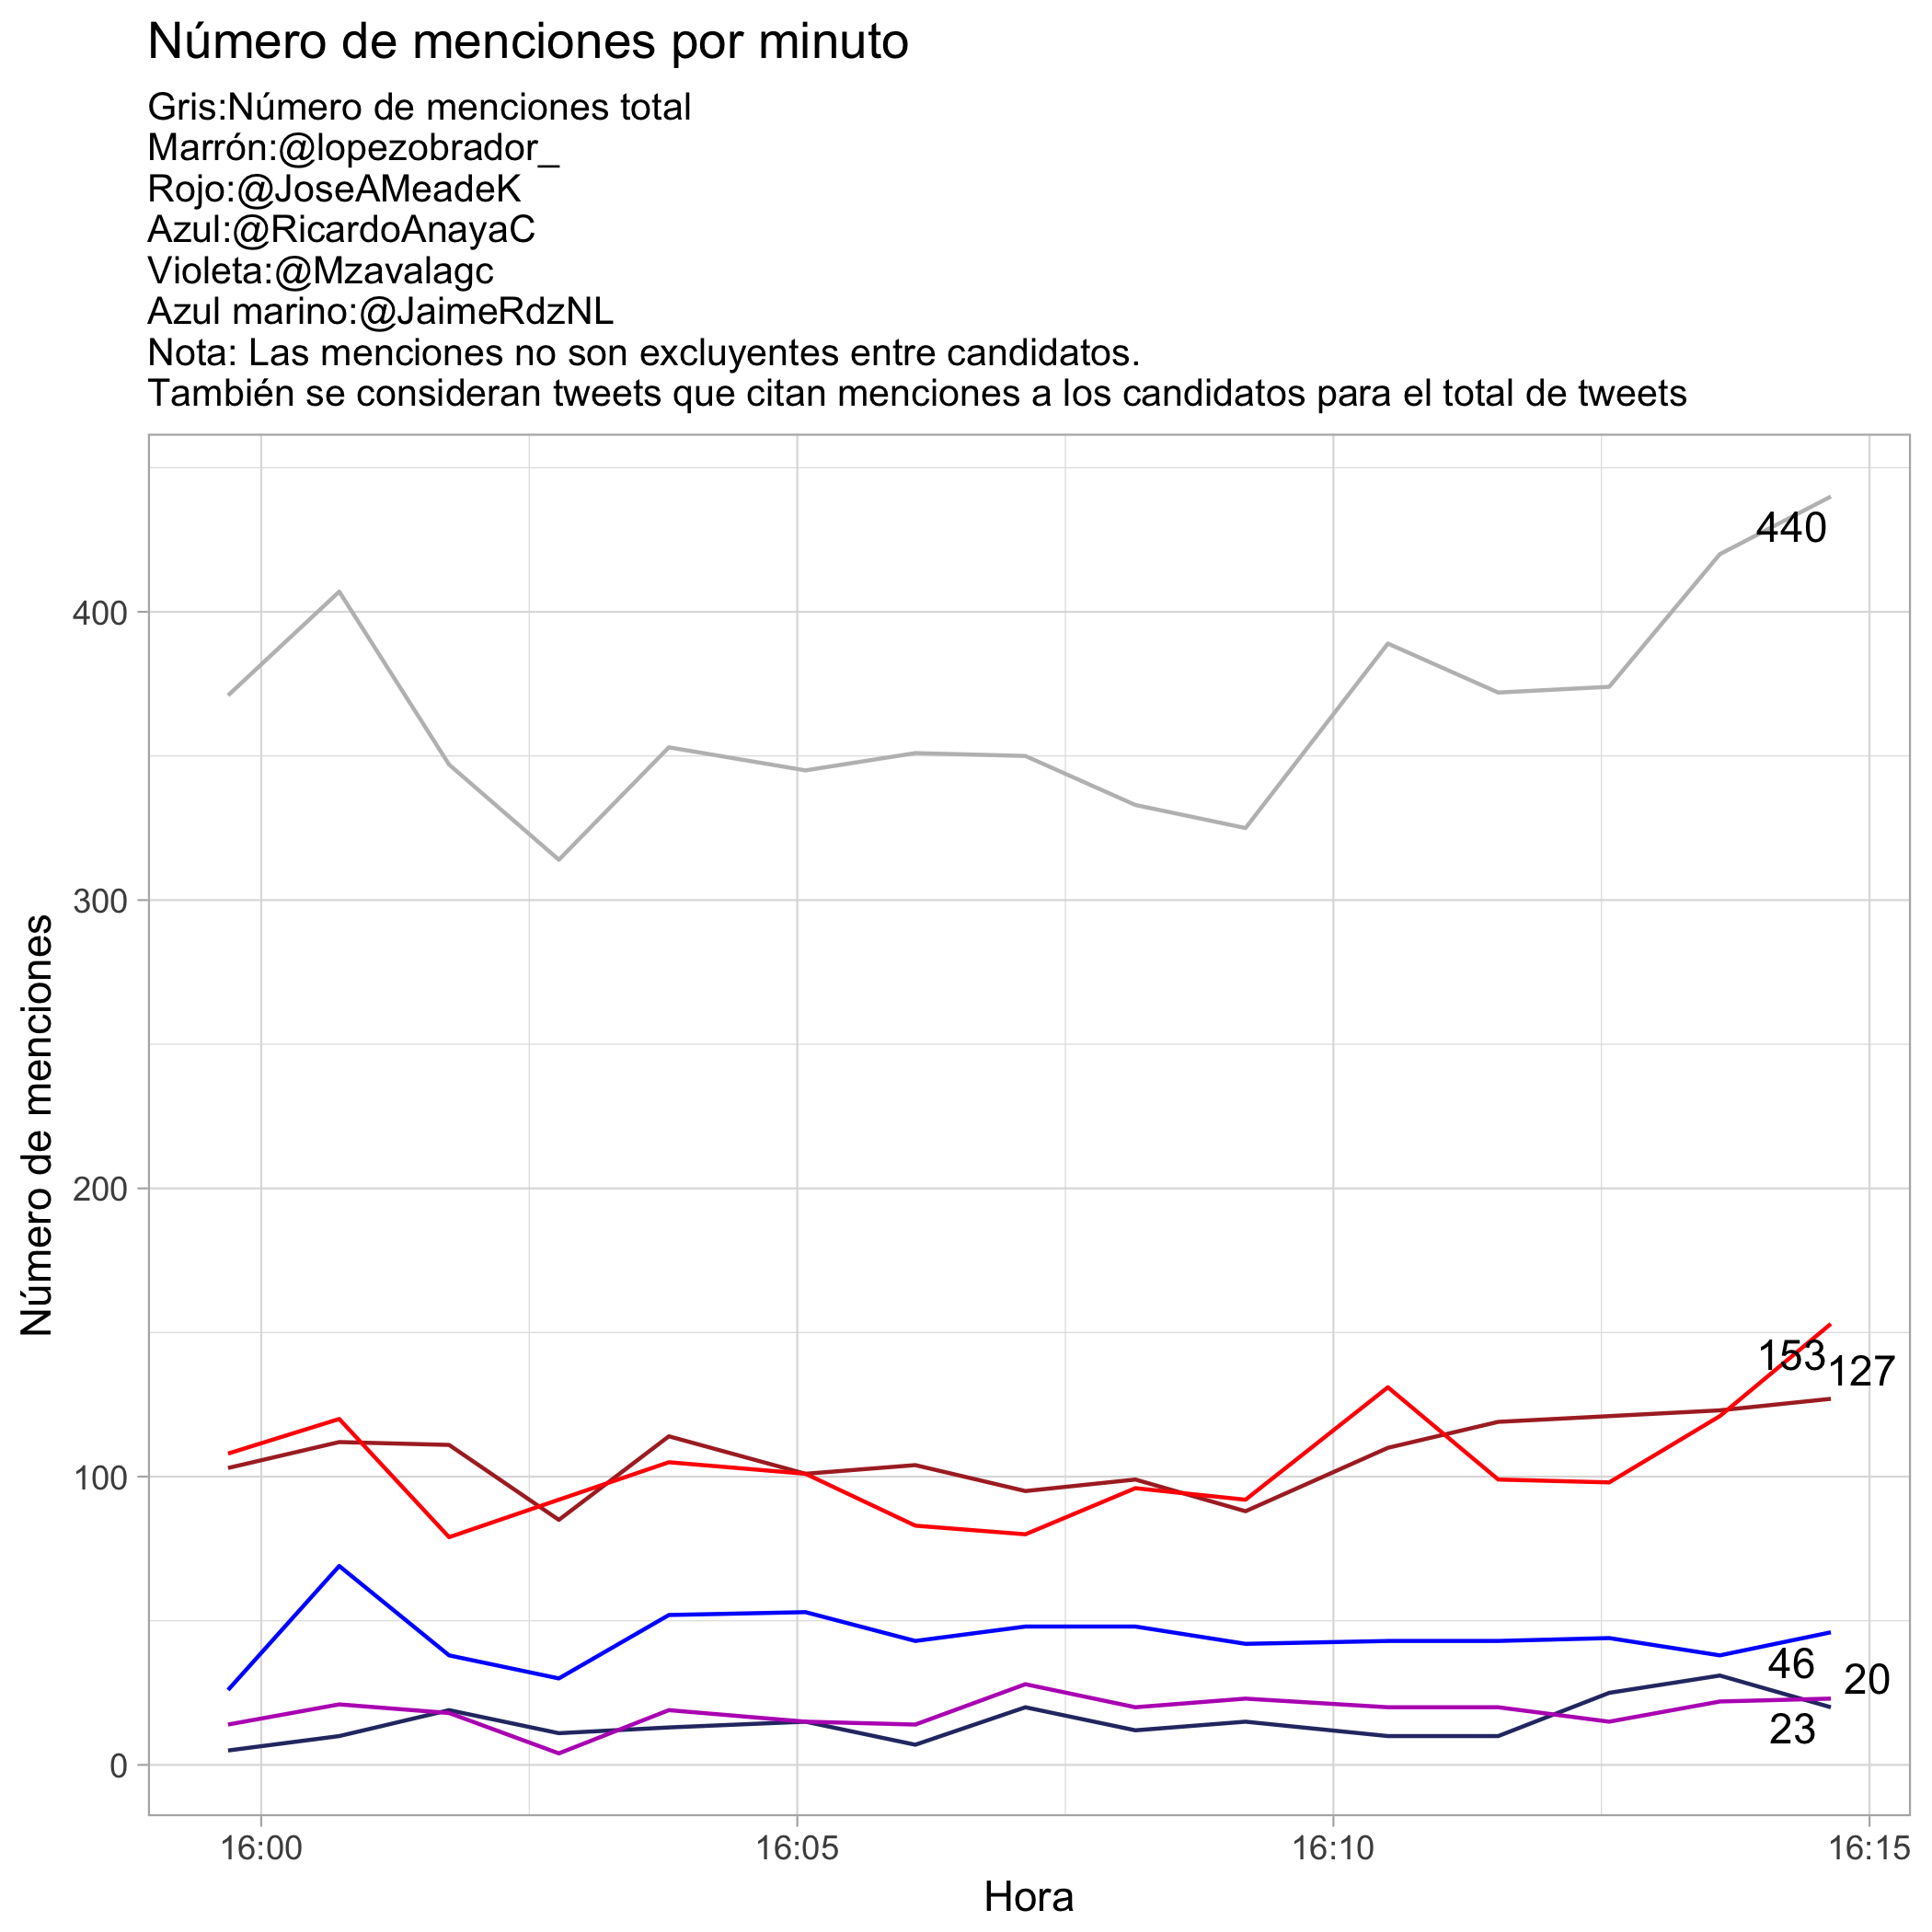 Número de menciones por minuto
Gris:Número de menciones total
Marrón:@lopezobrador_
Rojo:@JoseAMeadeK
Azul:@RicardoAnayaC
Violeta:@Mzavalagc
Azul marino:@JaimeRdzNL
Nota: Las menciones no son excluyentes entre candidatos.
También se consideran tweets que citan menciones a los candidatos para el total de tweets
440
400
300
200
153
127
100
46
20
23
0
Número de menciones
16:00 16:05 16:10 16:15
Hora